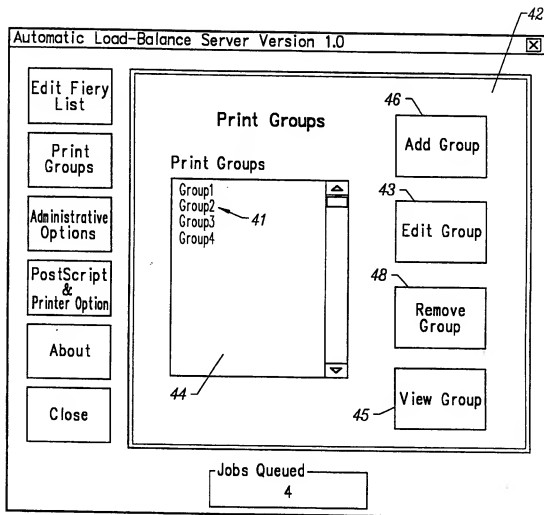 42
Automatic Load-Balance Server Version 1.0
Edit Fiery
List
Print
Groups
Administrative
Options
PostScript
&
Printer Option
About
Close
Print Groups
Print Groups
Group1
Group2
Group3
Group4
41
44
46
Add Group
43
Edit Group
48
Remove
Group
45
View Group
Jobs Queued
4